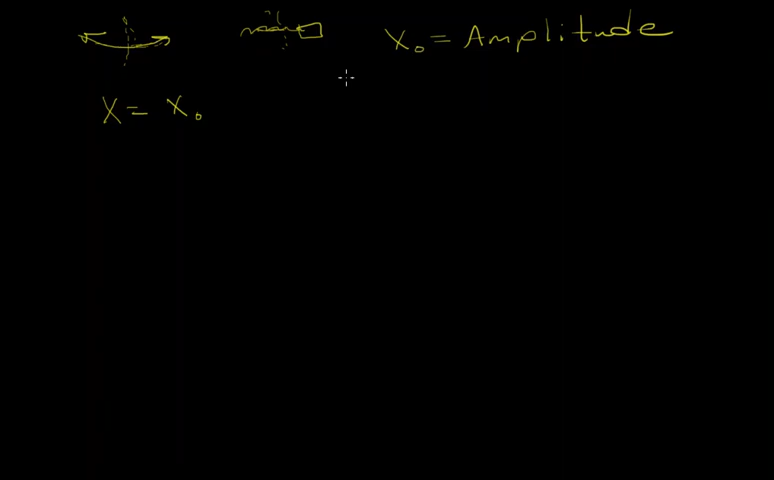 X₀ = Amplitude
X = X₀